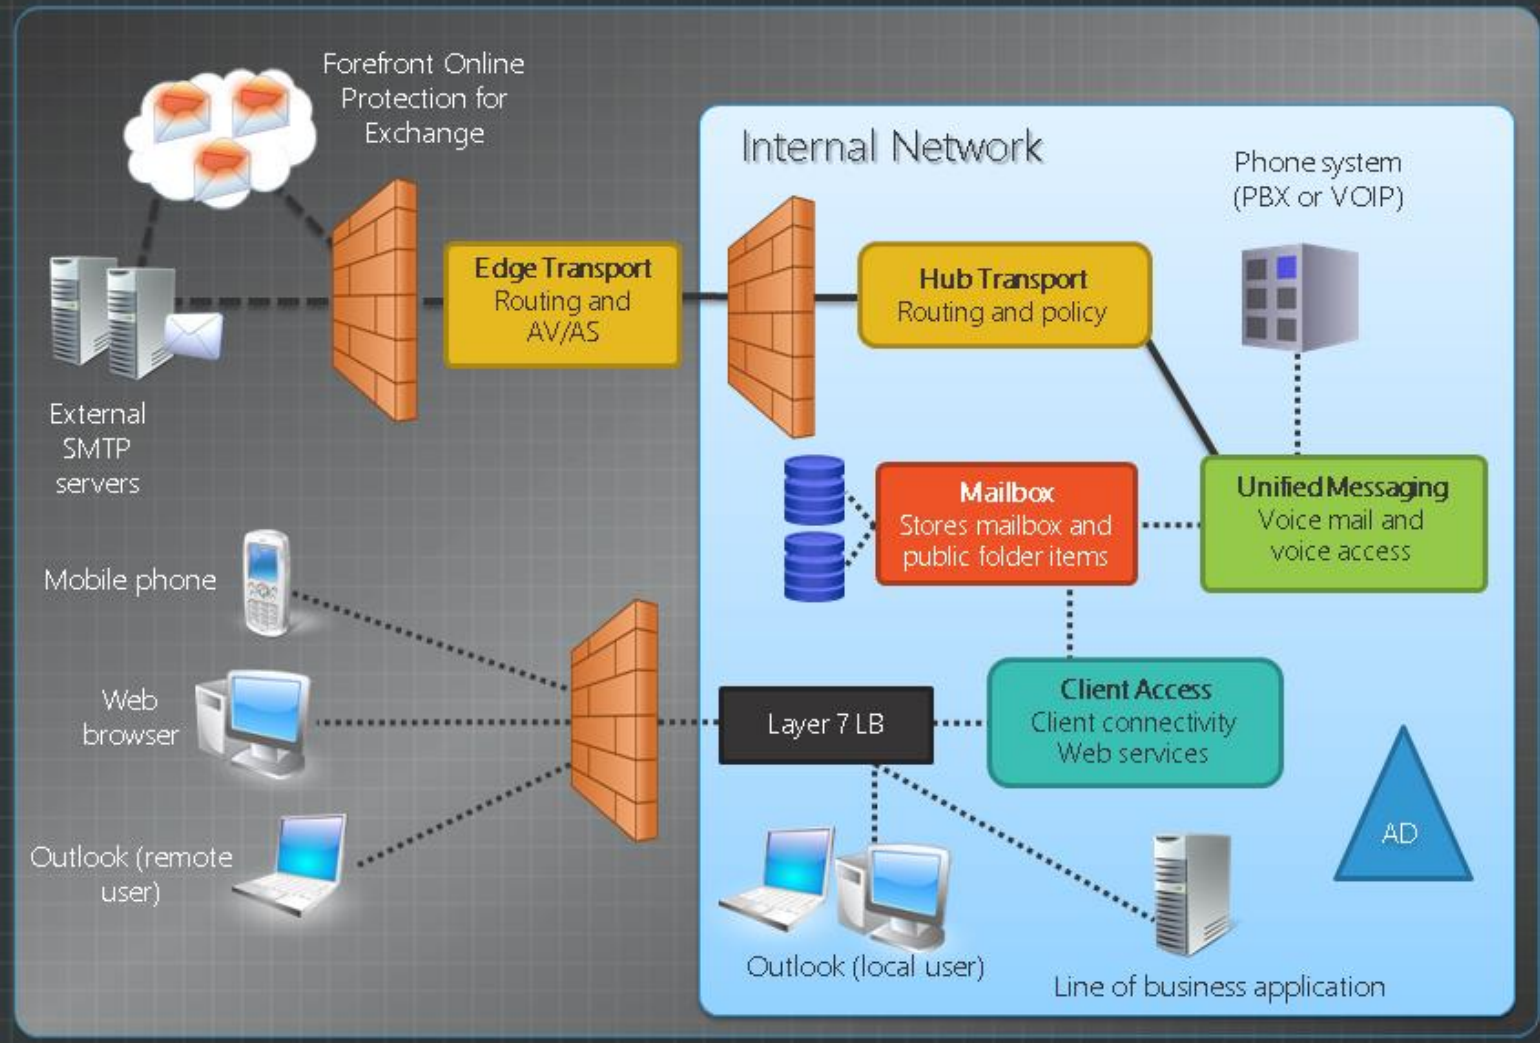 Forefront Online
Protection for
Exchange
Internal Network
Phone system
(PBX or VOIP)
Edge Transport
Routing and
AV/AS
Hub Transport
Routing and policy
External
SMTP
servers
Mailbox
Stores mailbox and
public folder items
Unified Messaging
Voice mail and
voice access
Mobile phone
Web
browser
Layer 7 LB
Client Access
Client connectivity
Web services
AD
Outlook (remote
user)
Outlook (local user)
Line of business application